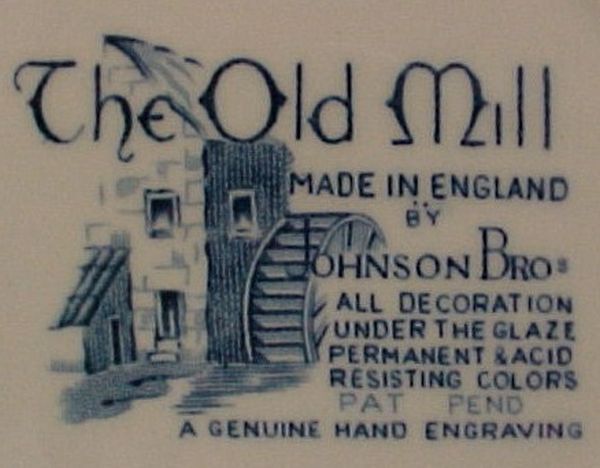 The Old Mill
MADE IN ENGLAND
BY
JOHNSON BROS
ALL DECORATION
UNDER THE GLAZE
PERMANENT & ACID
RESISTING COLORS
PAT PEND
A GENUINE HAND ENGRAVING